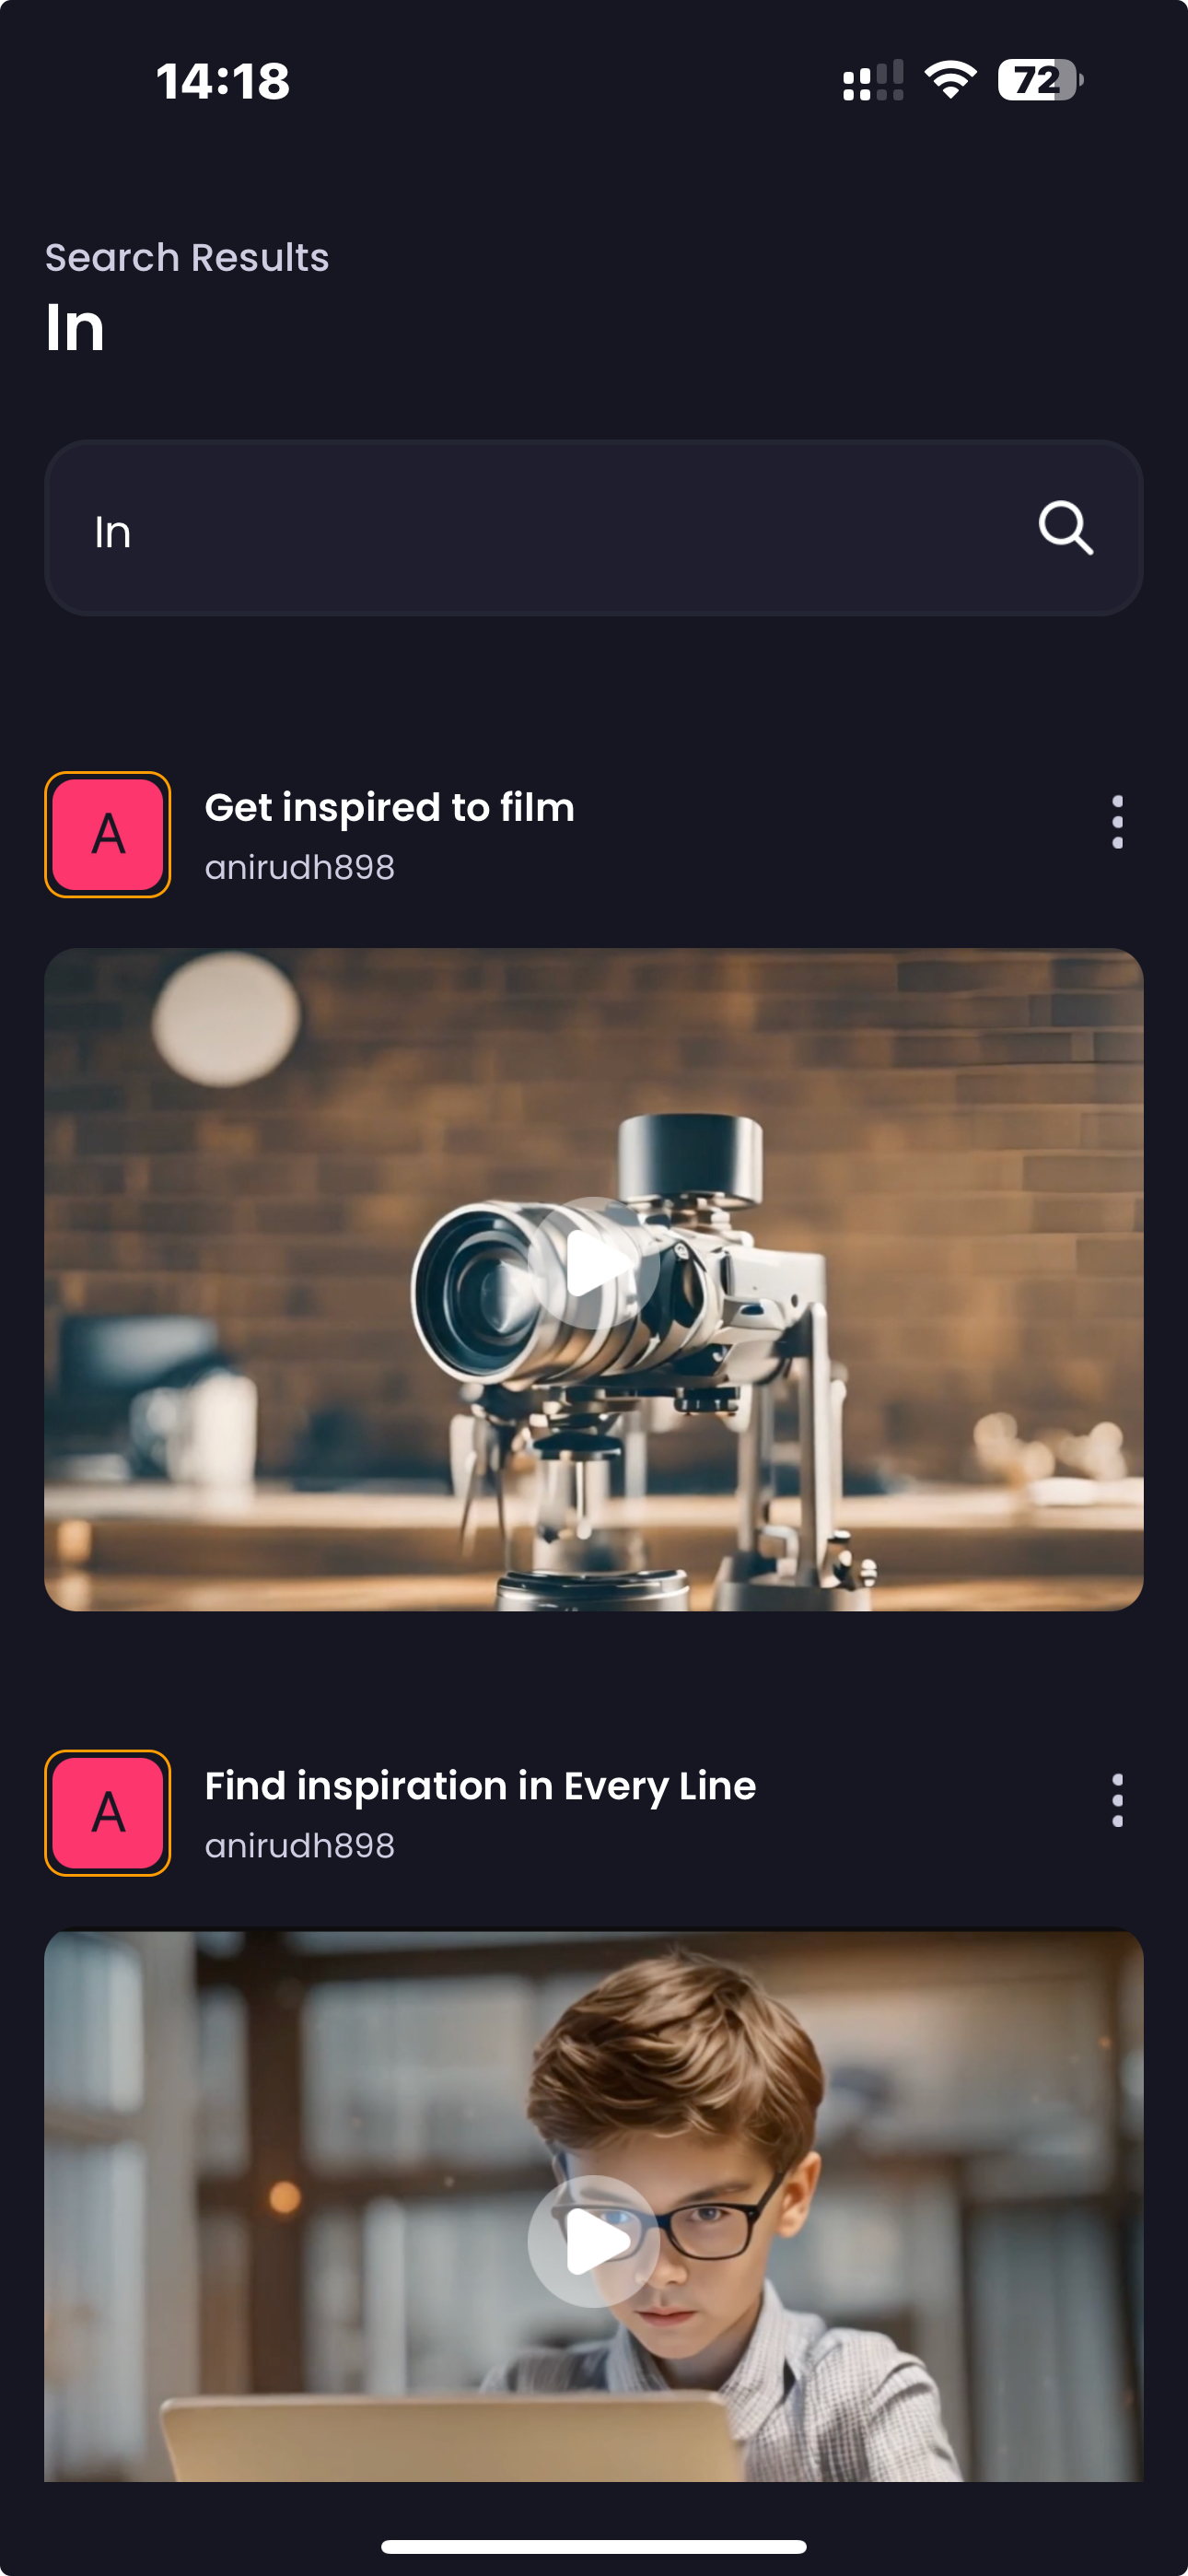 14:18
72
Search Results
In
In
A
Get inspired to film
anirudh898
A
Find inspiration in Every Line
anirudh898